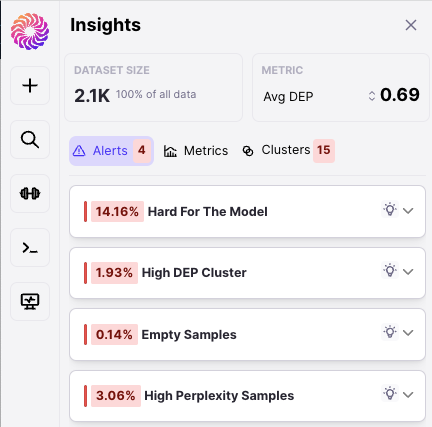 Insights
DATASET SIZE
2.1K 100% of all data
METRIC
Avg DEP 0.69
Alerts 4 Metrics Clusters 15
14.16% Hard For The Model
1.93% High DEP Cluster
0.14% Empty Samples
3.06% High Perplexity Samples